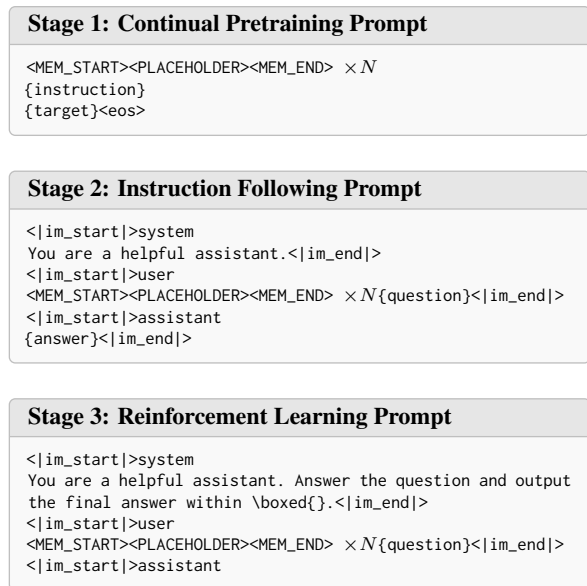 Stage 1: Continual Pretraining Prompt
<MEM_START><PLACEHOLDER><MEM_END> ×N
{instruction}
{target}<eos>
Stage 2: Instruction Following Prompt
<|im_start|>system
You are a helpful assistant.<|im_end|>
<|im_start|>user
<MEM_START><PLACEHOLDER><MEM_END> ×N{question}<|im_end|>
<|im_start|>assistant
{answer}<|im_end|>
Stage 3: Reinforcement Learning Prompt
<|im_start|>system
You are a helpful assistant. Answer the question and output
the final answer within \boxed{}.<|im_end|>
<|im_start|>user
<MEM_START><PLACEHOLDER><MEM_END> ×N{question}<|im_end|>
<|im_start|>assistant